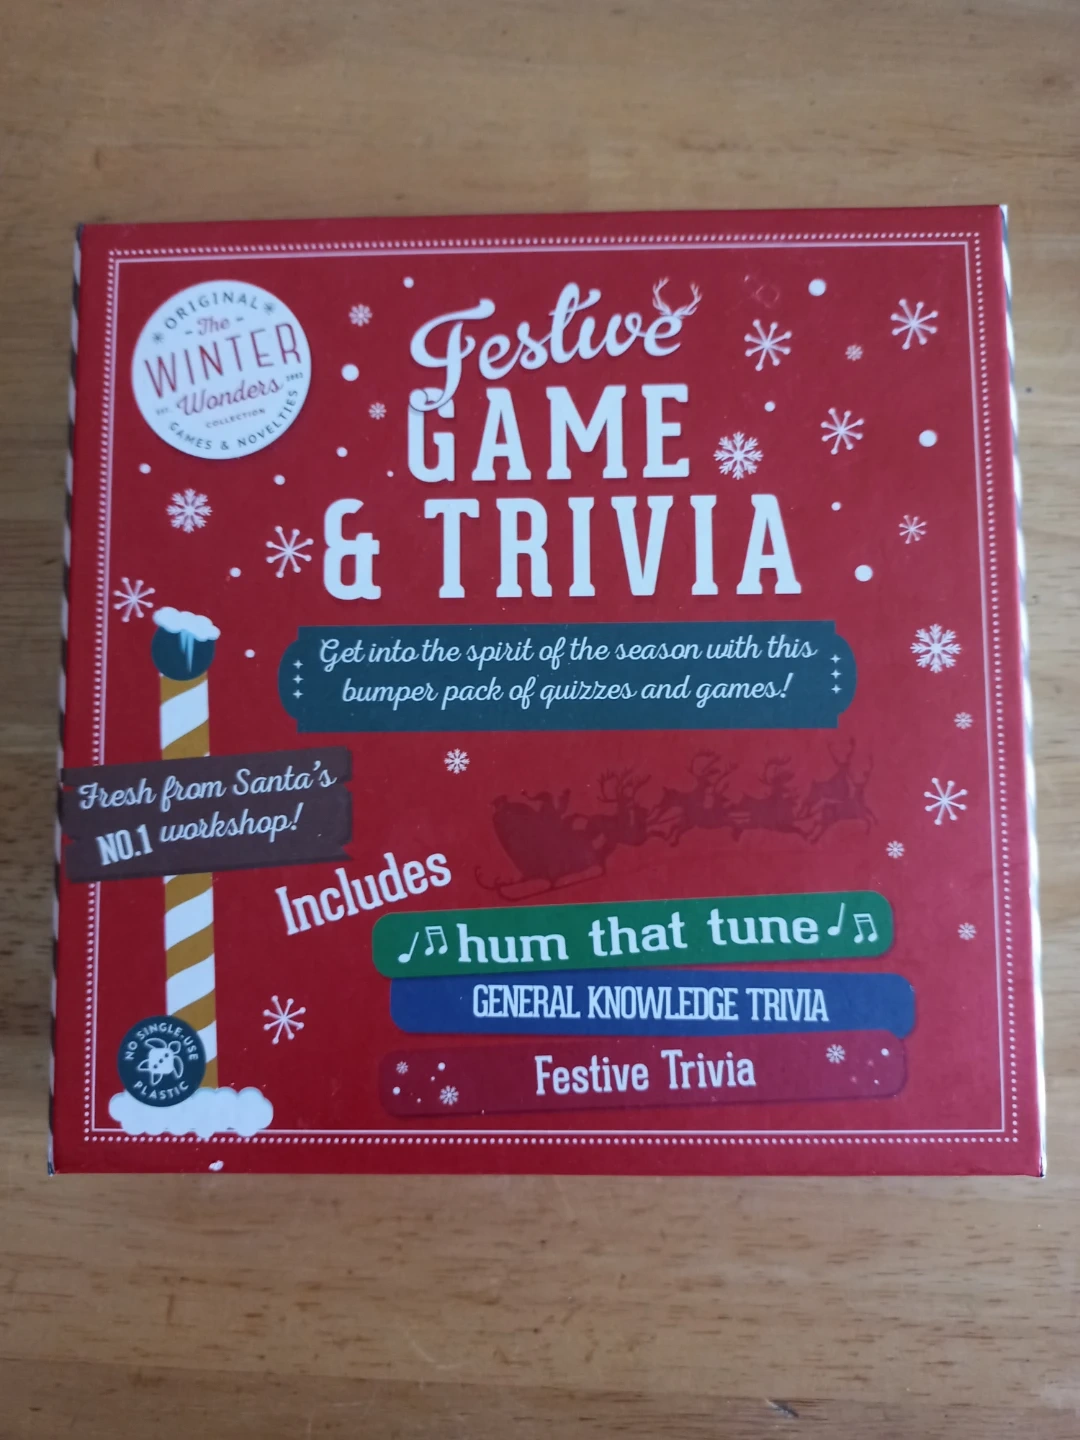 ORIGINAL
The
WINTER
Wonders
EST. 1992
COLLECTION
GAMES & NOVELTIES
Festive
GAME
& TRIVIA
Get into the spirit of the season with this
bumper pack of quizzes and games!
Fresh from Santa's
NO.1 workshop!
Includes
hum that tune
GENERAL KNOWLEDGE TRIVIA
Festive Trivia
NO SINGLE-USE
PLASTIC